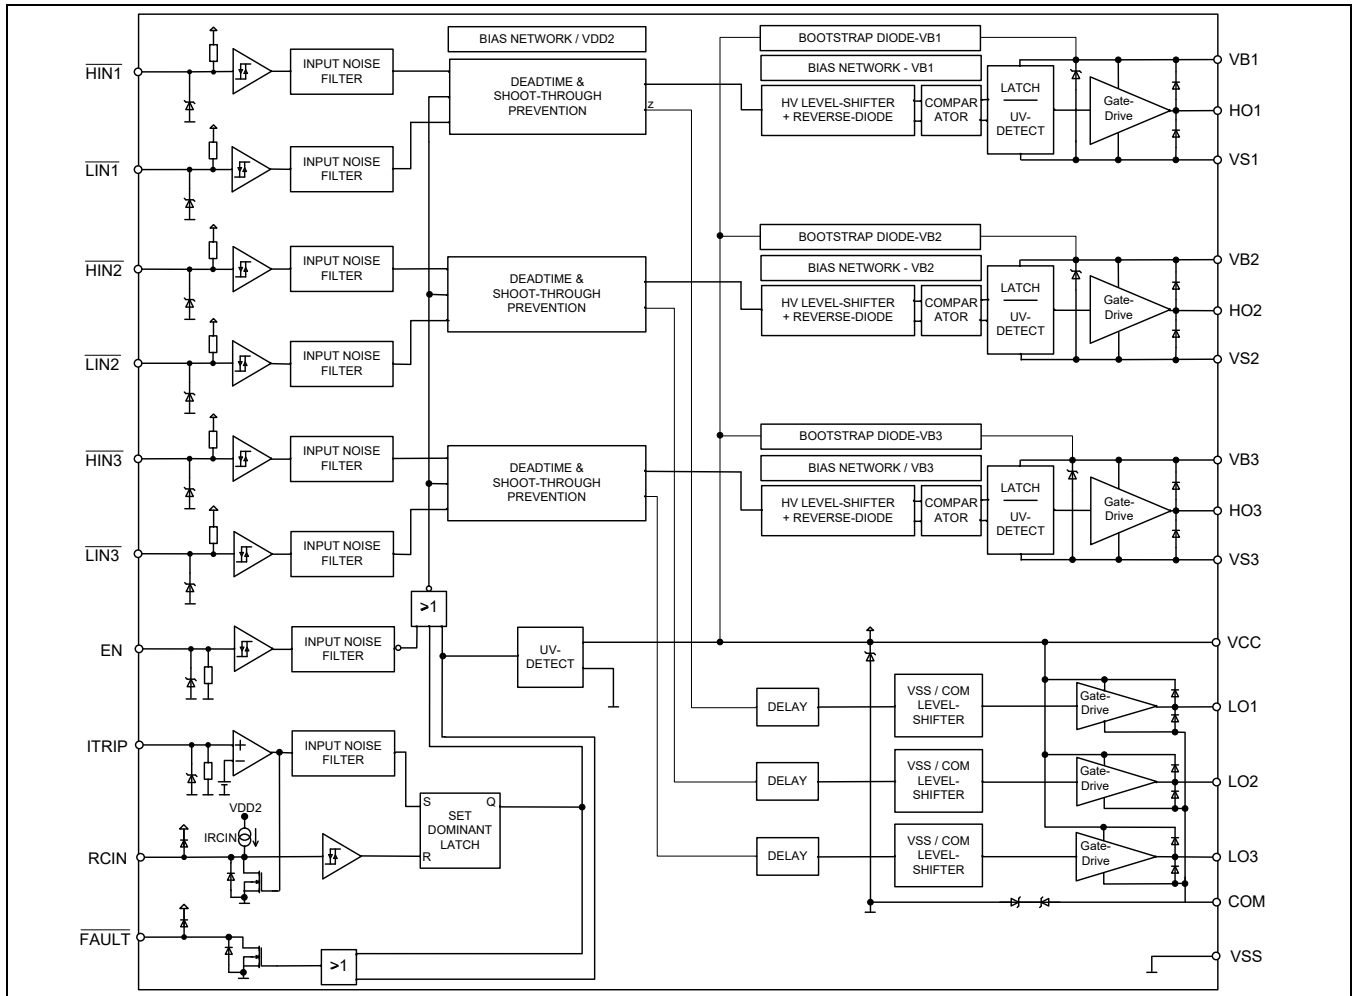 BIAS NETWORK / VDD2
BOOTSTRAP DIODE-VB1
HIN1
INPUT NOISE
FILTER
DEADTIME &
SHOOT-THROUGH
PREVENTION
Z
BIAS NETWORK - VB1
HV LEVEL-SHIFTER
+ REVERSE-DIODE
COMPAR
ATOR
LATCH
UV-
DETECT
Gate-
Drive
VB1
HO1
VS1
LIN1
INPUT NOISE
FILTER
BOOTSTRAP DIODE-VB2
HIN2
INPUT NOISE
FILTER
DEADTIME &
SHOOT-THROUGH
PREVENTION
BIAS NETWORK - VB2
HV LEVEL-SHIFTER
+ REVERSE-DIODE
COMPAR
ATOR
LATCH
UV-
DETECT
Gate-
Drive
VB2
HO2
VS2
LIN2
INPUT NOISE
FILTER
BOOTSTRAP DIODE-VB3
HIN3
INPUT NOISE
FILTER
DEADTIME &
SHOOT-THROUGH
PREVENTION
BIAS NETWORK / VB3
HV LEVEL-SHIFTER
+ REVERSE-DIODE
COMPAR
ATOR
LATCH
UV-
DETECT
Gate-
Drive
VB3
HO3
VS3
LIN3
INPUT NOISE
FILTER
>1
EN
INPUT NOISE
FILTER
UV-
DETECT
VCC
DELAY
VSS / COM
LEVEL-
SHIFTER
Gate-
Drive
LO1
ITRIP
+
−
INPUT NOISE
FILTER
DELAY
VSS / COM
LEVEL-
SHIFTER
Gate-
Drive
LO2
VDD2
IRCIN
RCIN
S
Q
SET
DOMINANT
LATCH
R
DELAY
VSS / COM
LEVEL-
SHIFTER
Gate-
Drive
LO3
COM
FAULT
>1
VSS